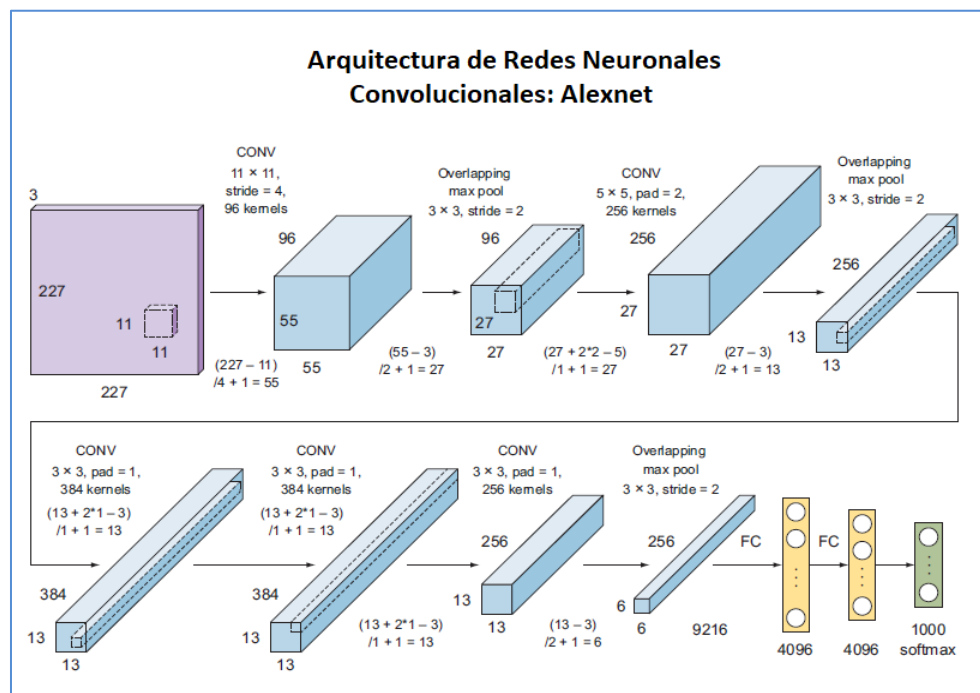 Arquitectura de Redes Neuronales
Convolucionales: Alexnet
3
227
11
11
227
CONV
11 × 11,
stride = 4,
96 kernels
(227 – 11)
/4 + 1 = 55
96
55
55
Overlapping
max pool
3 × 3, stride = 2
(55 – 3)
/2 + 1 = 27
96
27
27
CONV
5 × 5, pad = 2,
256 kernels
(27 + 2*2 – 5)
/1 + 1 = 27
256
27
27
Overlapping
max pool
3 × 3, stride = 2
(27 – 3)
/2 + 1 = 13
256
13
13
CONV
3 × 3, pad = 1,
384 kernels
(13 + 2*1 – 3)
/1 + 1 = 13
384
13
13
CONV
3 × 3, pad = 1,
384 kernels
(13 + 2*1 – 3)
/1 + 1 = 13
384
13
13
CONV
3 × 3, pad = 1,
256 kernels
(13 + 2*1 – 3)
/1 + 1 = 13
256
13
13
Overlapping
max pool
3 × 3, stride = 2
(13 – 3)
/2 + 1 = 6
256
6
6
9216
FC
4096
FC
4096
1000
softmax